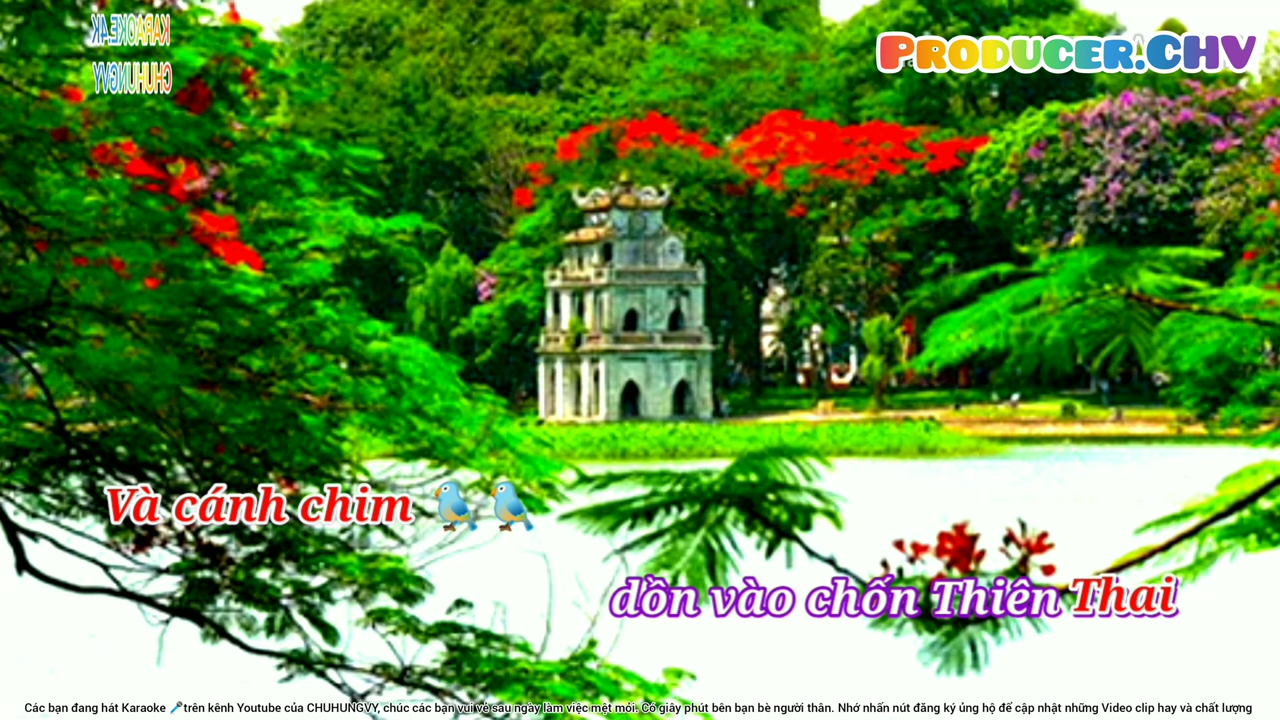 KARAOKE.4K
CHUHUNGVY
PRODUCER.CHV
Và cánh chim
dồn vào chốn Thiên Thai
Các bạn đang hát Karaoke 🎤trên kênh Youtube của CHUHUNGVY, chúc các bạn vui vẻ sau ngày làm việc mệt mỏi. Có giây phút bên bạn bè người thân. Nhớ nhấn nút đăng ký ủng hộ để cập nhật những Video clip hay và chất lượng